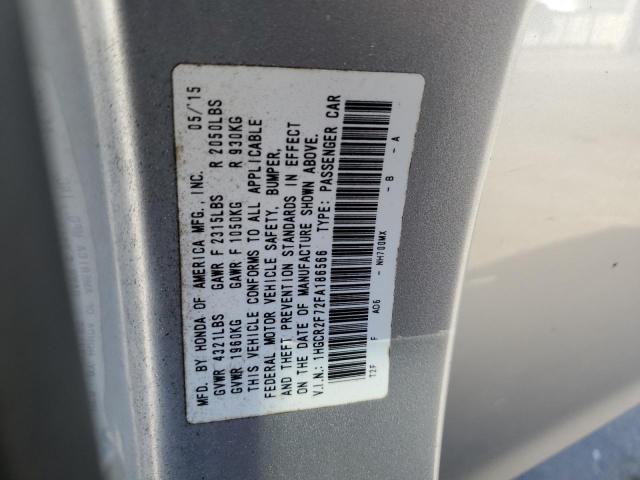 MFD. BY HONDA OF AMERICA MFG., INC. 05/'15
GVWR 4321LBS GAWR F 2315LBS R 2050LBS
GVWR 1960KG GAWR F 1050KG R 930KG
THIS VEHICLE CONFORMS TO ALL APPLICABLE
FEDERAL MOTOR VEHICLE SAFETY, BUMPER,
AND THEFT PREVENTION STANDARDS IN EFFECT
ON THE DATE OF MANUFACTURE SHOWN ABOVE.
V.I.N.: 1HGCR2F72FA186566 TYPE: PASSENGER CAR
T2F F AO6 - NH700MX - B - A